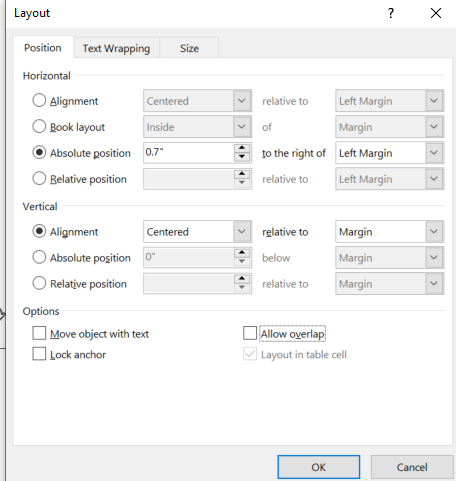 Layout ? ×
Position Text Wrapping Size
Horizontal
Alignment Centered relative to Left Margin
Book layout Inside of Margin
Absolute position 0.7" to the right of Left Margin
Relative position relative to Left Margin
Vertical
Alignment Centered relative to Margin
Absolute position 0" below Margin
Relative position relative to Margin
Options
Move object with text Allow overlap
Lock anchor Layout in table cell
OK Cancel